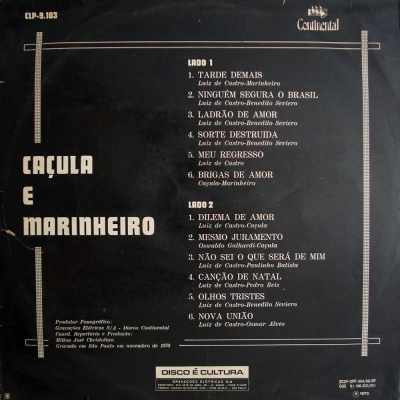 CLP-9.103
Continental
LADO 1
1. TARDE DEMAIS
Luiz de Castro-Marinheiro
2. NINGUÉM SEGURA O BRASIL
Luiz de Castro-Benedito Seviero
3. LADRÃO DE AMOR
Luiz de Castro-Benedito Seviero
4. SORTE DESTRUIDA
Luiz de Castro-Benedito Seviero
5. MEU REGRESSO
Luiz de Castro
6. BRIGAS DE AMOR
Caçula-Marinheiro
CAÇULA
E
MARINHEIRO
LADO 2
1. DILEMA DE AMOR
Luiz de Castro-Caçula
2. MESMO JURAMENTO
Oswaldo Galhardi-Caçula
3. NÃO SEI O QUE SERÁ DE MIM
Luiz de Castro-Paulinho Batista
4. CANÇÃO DE NATAL
Luiz de Castro-Pedro Reis
5. OLHOS TRISTES
Luiz de Castro-Benedito Seviero
6. NOVA UNIÃO
Luiz de Castro-Osmar Alves
Produtor Fonográfico:
Gravações Elétricas S/A - Discos Continental
Coord. Repertório e Produção:
Milton José
Gravado em São Paulo em novembro de 1970
DISCO É CULTURA
GRAVAÇÕES ELÉTRICAS S/A